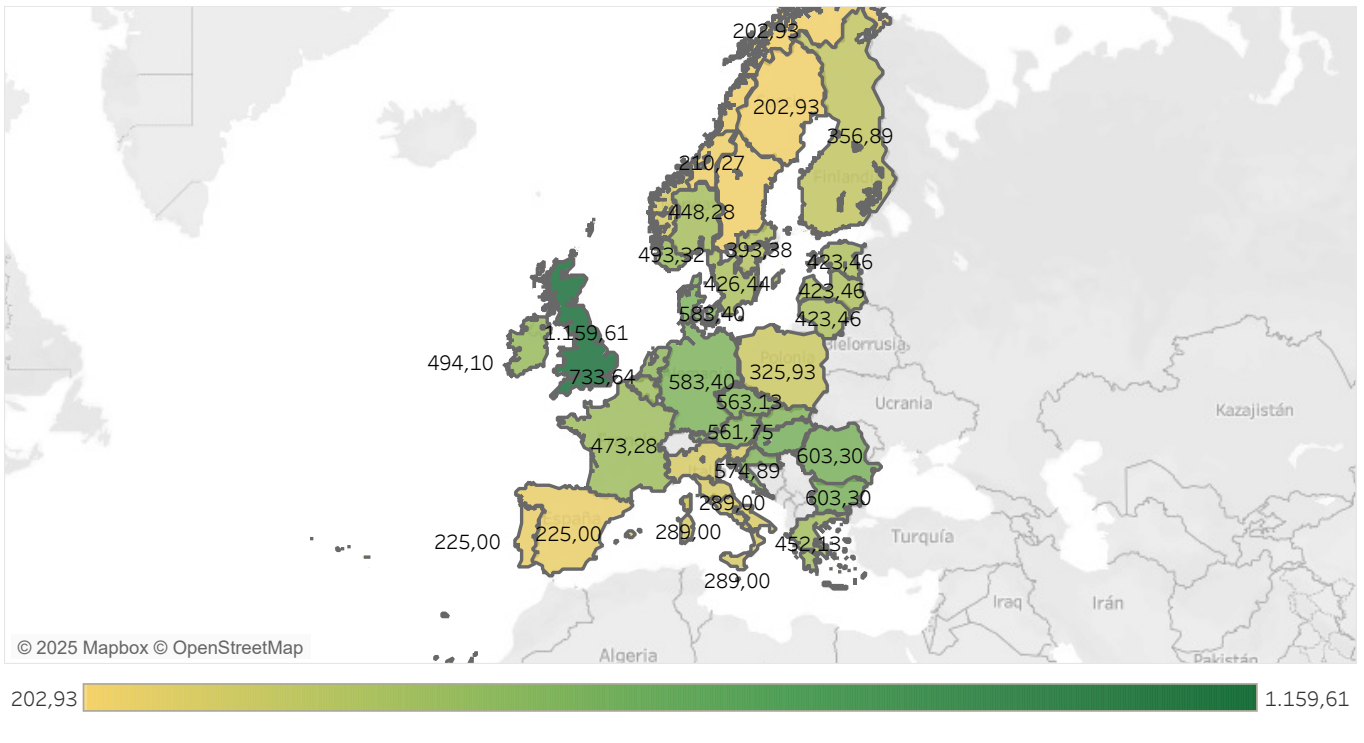 202,93
202,93
356,89
210,27
Finlandia
448,28
493,32
393,38
423,46
426,44
423,46
583,40
423,46
1.159,61
Bielorrusia
Polonia
494,10
733,64
583,40
325,93
563,13
Ucrania
Kazajistán
561,75
473,28
603,30
574,89
603,30
289,00
España
225,00
225,00
289,00
452,13
Turquía
289,00
Iraq
Irán
© 2025 Mapbox © OpenStreetMap
Argelia
Pakistán
202,93
1.159,61